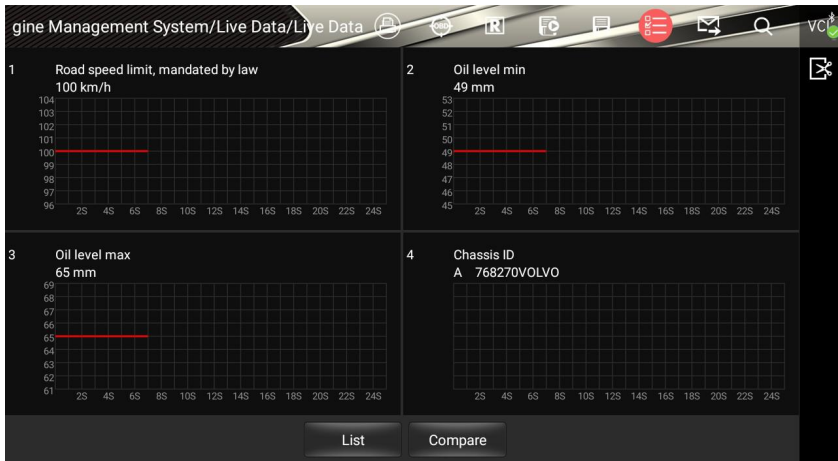 gine Management System/Live Data/Live Data
OBD
R
VCI
1 Road speed limit, mandated by law
100 km/h
104
103
102
101
100
99
98
97
96
2S 4S 6S 8S 10S 12S 14S 16S 18S 20S 22S 24S
2 Oil level min
49 mm
53
52
51
50
49
48
47
46
45
2S 4S 6S 8S 10S 12S 14S 16S 18S 20S 22S 24S
3 Oil level max
65 mm
69
68
67
66
65
64
63
62
61
2S 4S 6S 8S 10S 12S 14S 16S 18S 20S 22S 24S
4 Chassis ID
A 768270VOLVO
2S 4S 6S 8S 10S 12S 14S 16S 18S 20S 22S 24S
List Compare